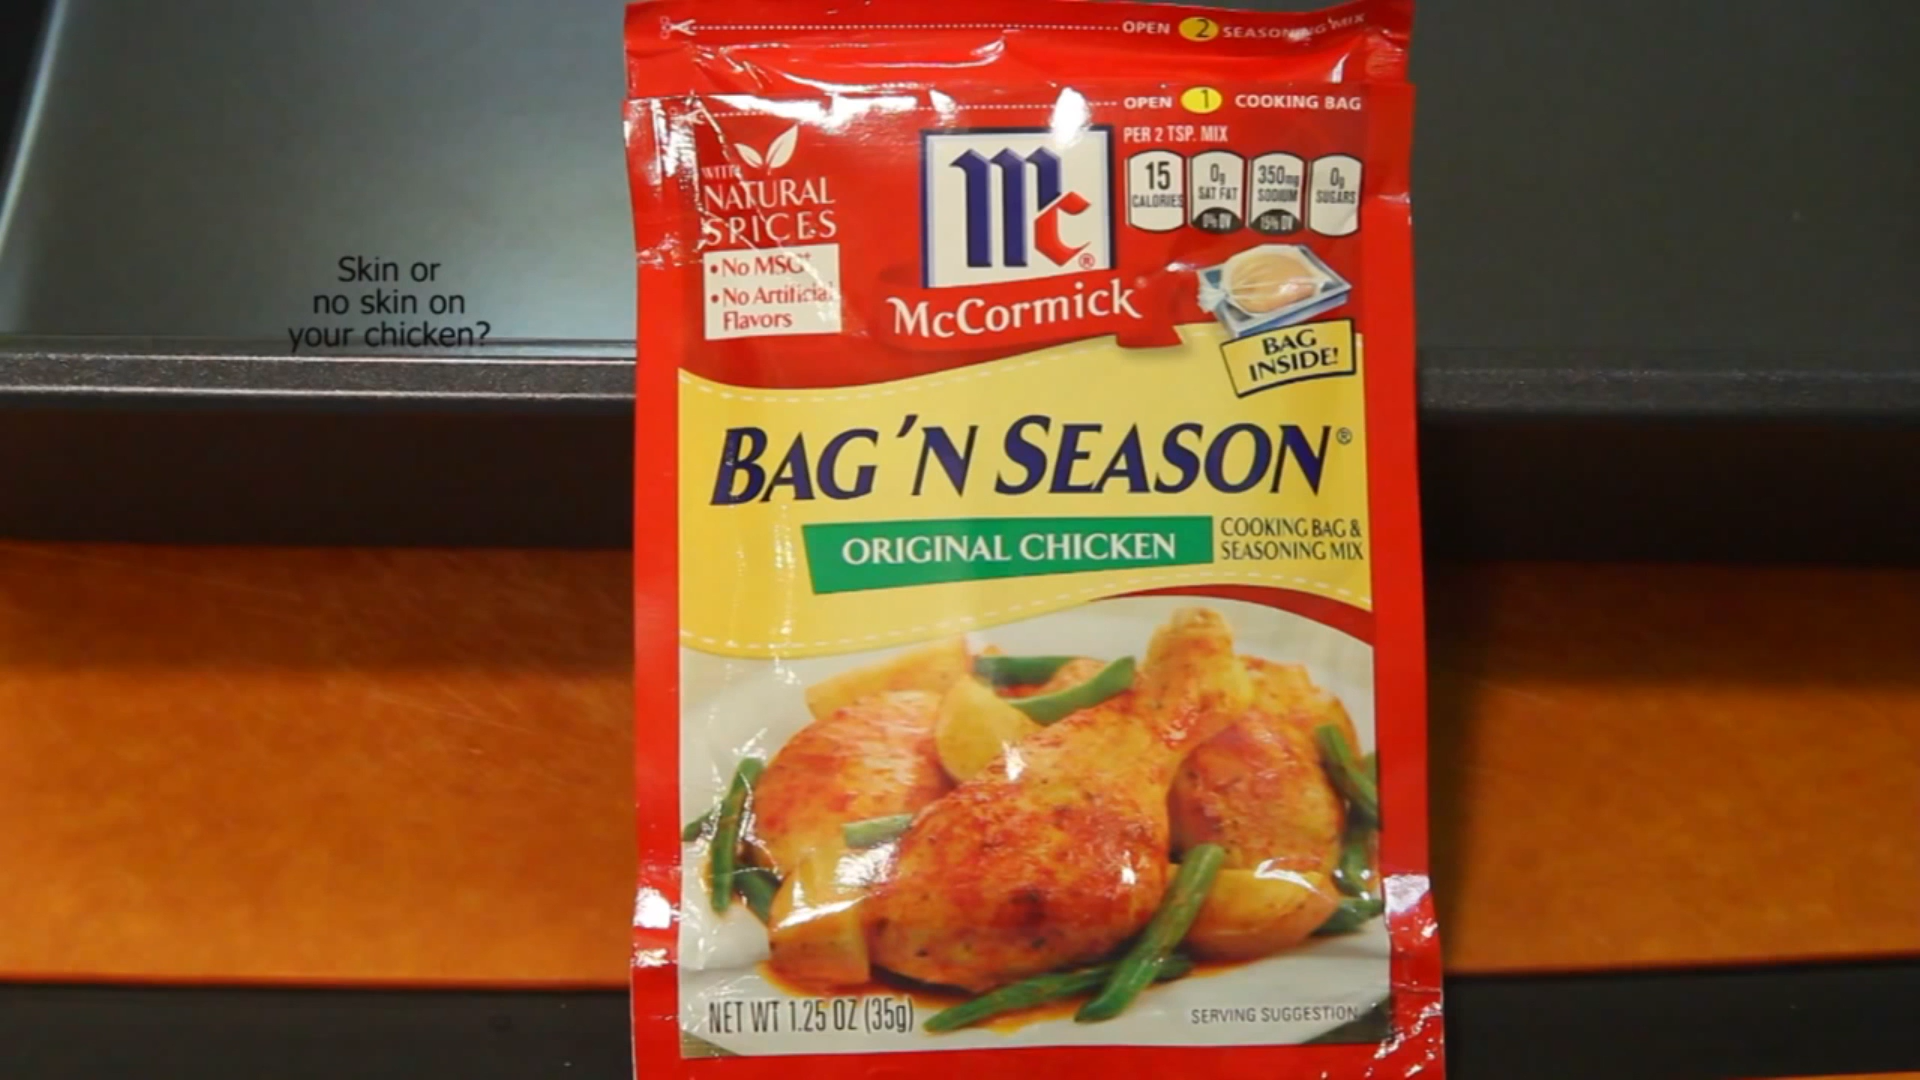 OPEN 2 SEASONING MIX
OPEN 1 COOKING BAG
PER 2 TSP. MIX
15 CALORIES
0g SAT FAT 0% DV
350mg SODIUM 15% DV
0g SUGARS
WITH
NATURAL
SPICES
• No MSG†
• No Artificial
Flavors
Mc®
McCormick®
BAG
INSIDE!
Skin or
no skin on
your chicken?
BAG 'N SEASON®
ORIGINAL CHICKEN
COOKING BAG &
SEASONING MIX
NET WT 1.25 OZ (35g)
SERVING SUGGESTION